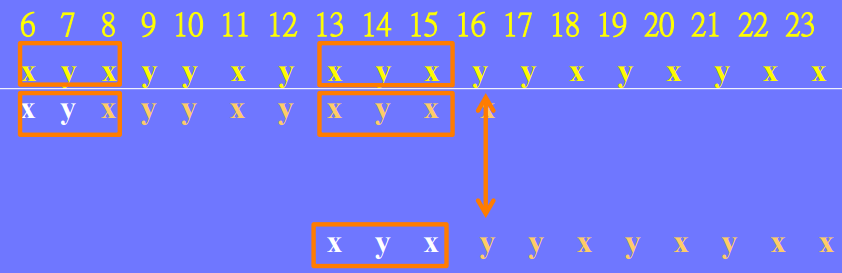 6 7 8 9 10 11 12 13 14 15 16 17 18 19 20 21 22 23
x y x y y x y x y x y y x y x y x x
x y x y y x y x y x x
x y x y y x y x y x x